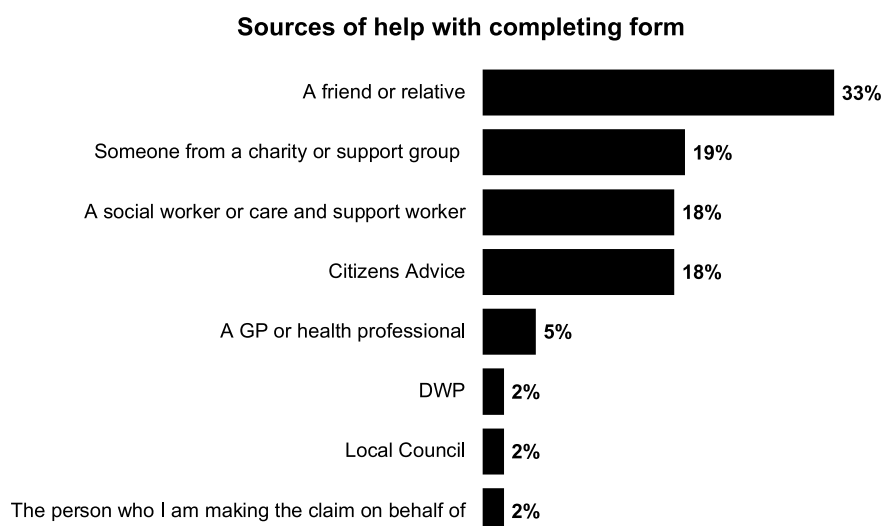 Sources of help with completing form
A friend or relative 33%
Someone from a charity or support group 19%
A social worker or care and support worker 18%
Citizens Advice 18%
A GP or health professional 5%
DWP 2%
Local Council 2%
The person who I am making the claim on behalf of 2%